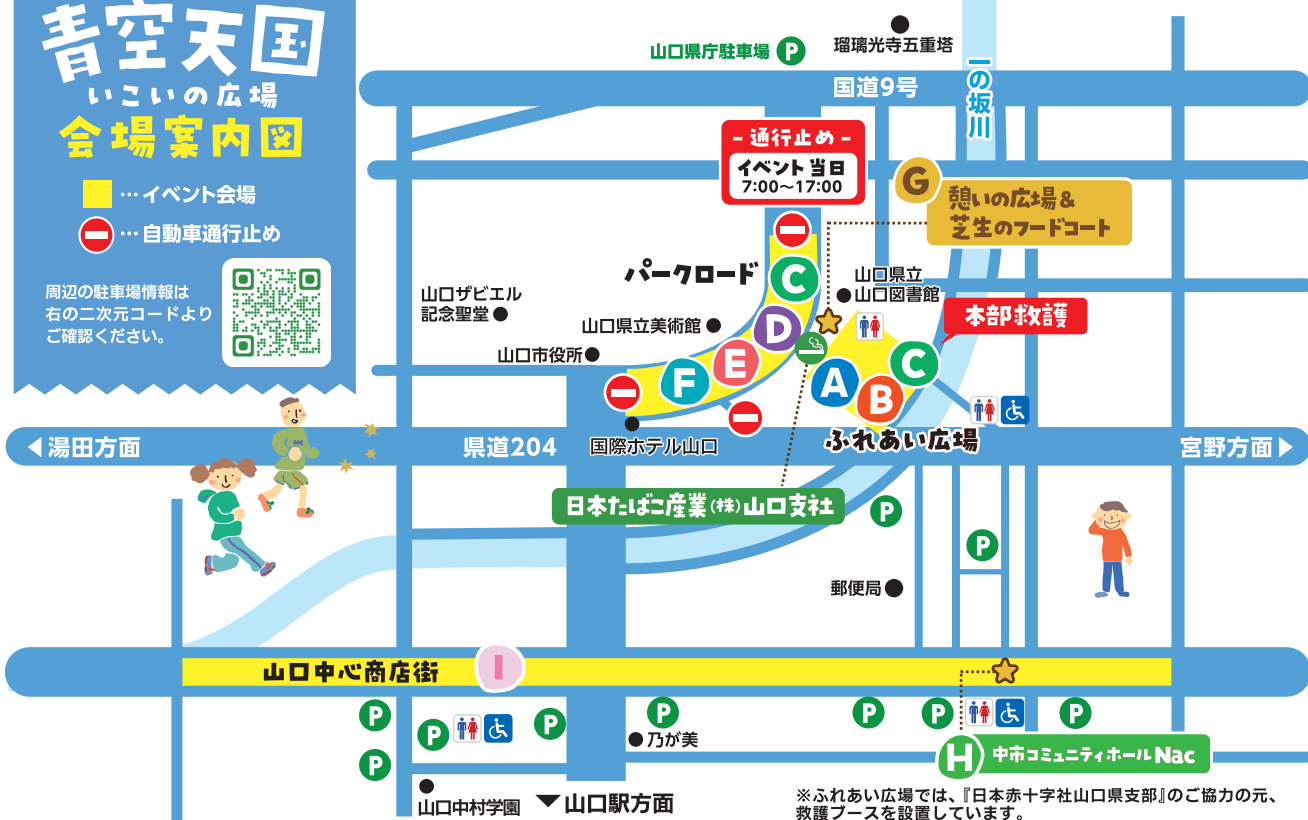 青空天国
いこいの広場
会場案内図
…イベント会場
…自動車通行止め
周辺の駐車場情報は
右の二次元コードより
ご確認ください。
山口県庁駐車場 P
瑠璃光寺五重塔
国道9号
一の坂川
- 通行止め -
イベント当日
7:00〜17:00
G
憩いの広場&
芝生のフードコート
パークロード
C
山口県立
山口図書館
山口ザビエル
記念聖堂
山口県立美術館
D
本部救護
山口市役所
E
F
A
B
C
ふれあい広場
湯田方面
県道204
国際ホテル山口
宮野方面
日本たばこ産業(株)山口支社
P
P
郵便局
山口中心商店街
I
P
P
P
P
P
P
P
P
乃が美
H
中市コミュニティホールNac
山口中村学園
山口駅方面
※ふれあい広場では、『日本赤十字社山口県支部』のご協力の元、
救護ブースを設置しています。